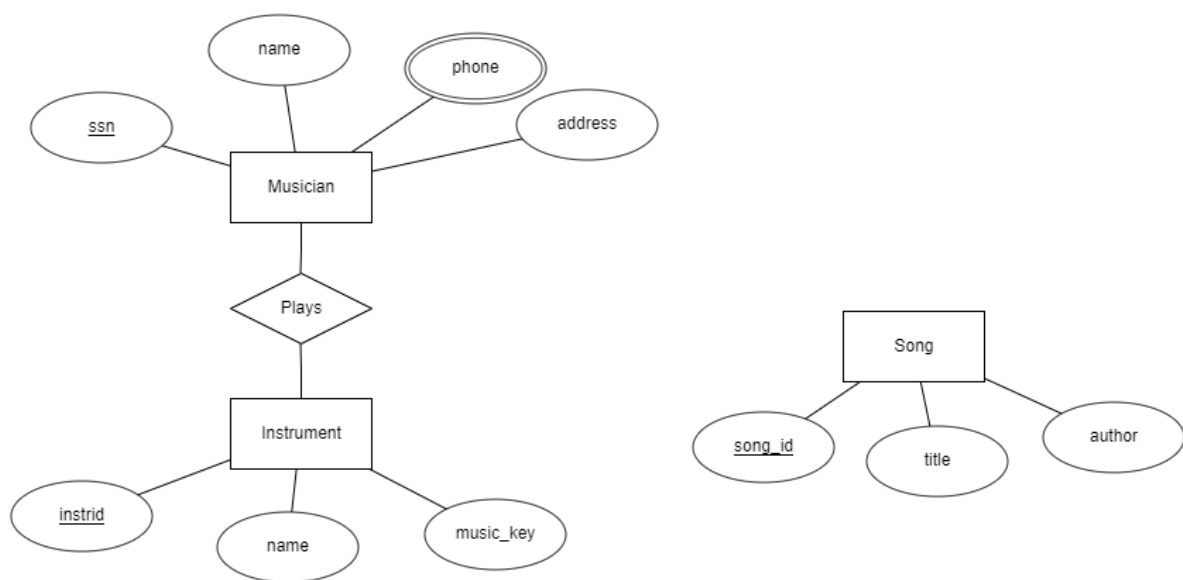 name
phone
ssn
address
Musician
Plays
Song
Instrument
song_id
title
author
instrid
name
music_key